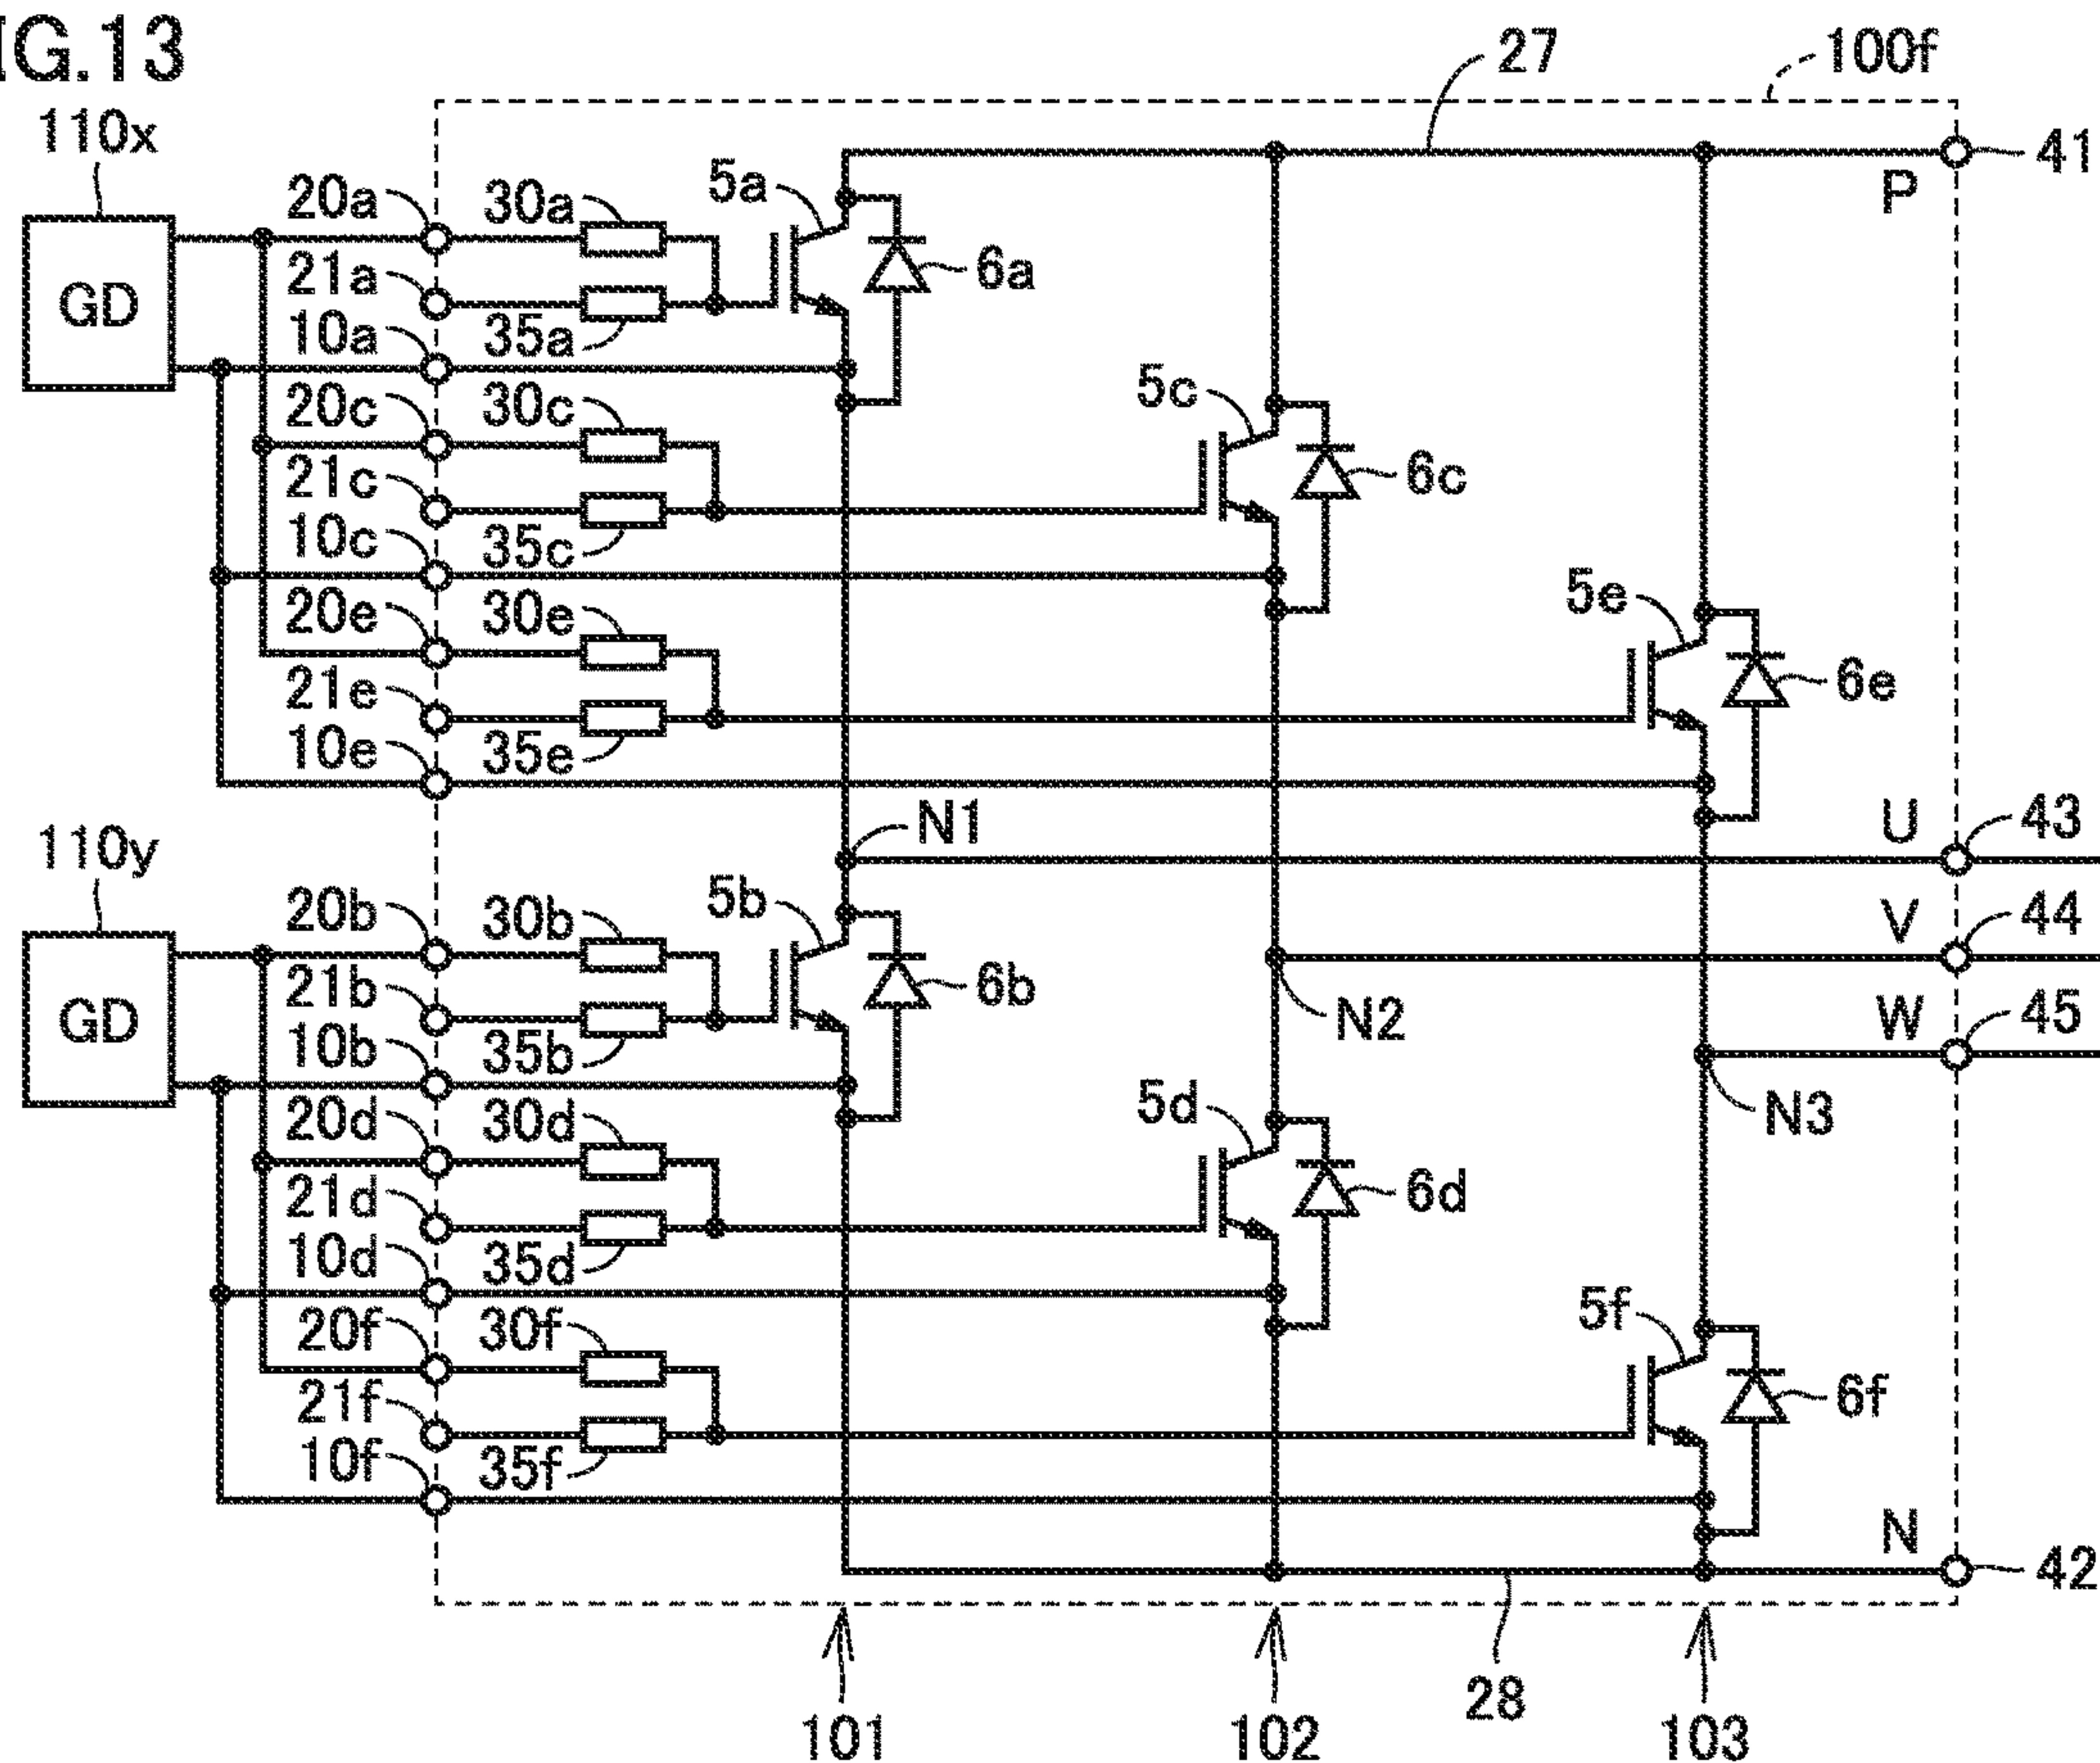 IG.13
27
100f
110x
41
P
5a
20a
30a
6a
21a
GD
10a
35a
5c
20c
30c
6c
21c
10c
35c
5e
20e
30e
6e
21e
10e
35e
N1
U
43
110y
5b
20b
30b
V
44
6b
21b
GD
N2
W
45
10b
35b
5d
N3
20d
30d
6d
21d
10d
35d
5f
20f
30f
6f
21f
10f
35f
N
42
28
101
102
103